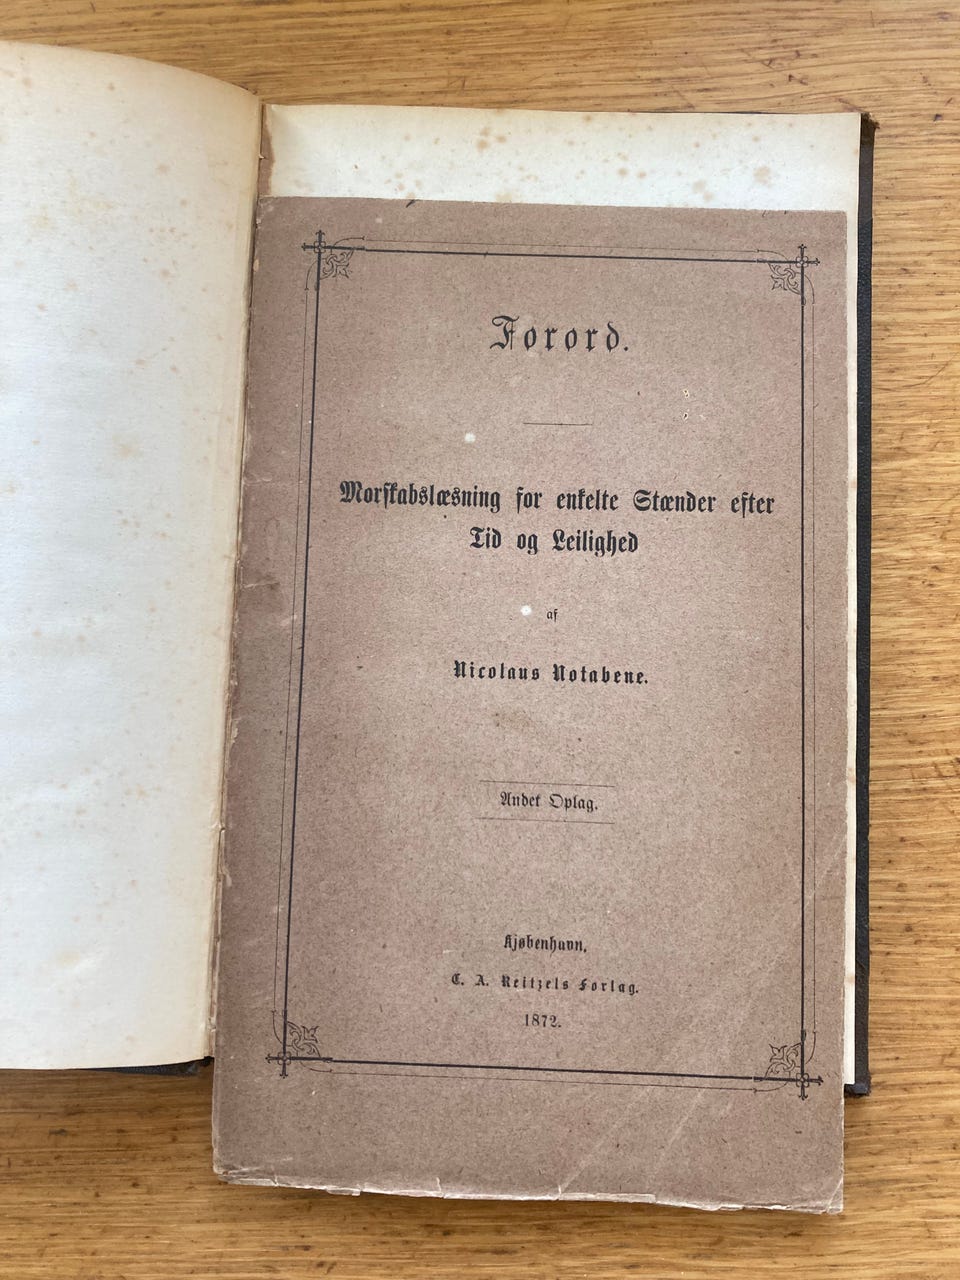 Forord.
Morskabslæsning for enkelte Stænder efter
Tid og Leilighed
af
Nicolaus Notabene.
Andet Oplag.
Kjøbenhavn.
C. A. Reitzels Forlag.
1872.